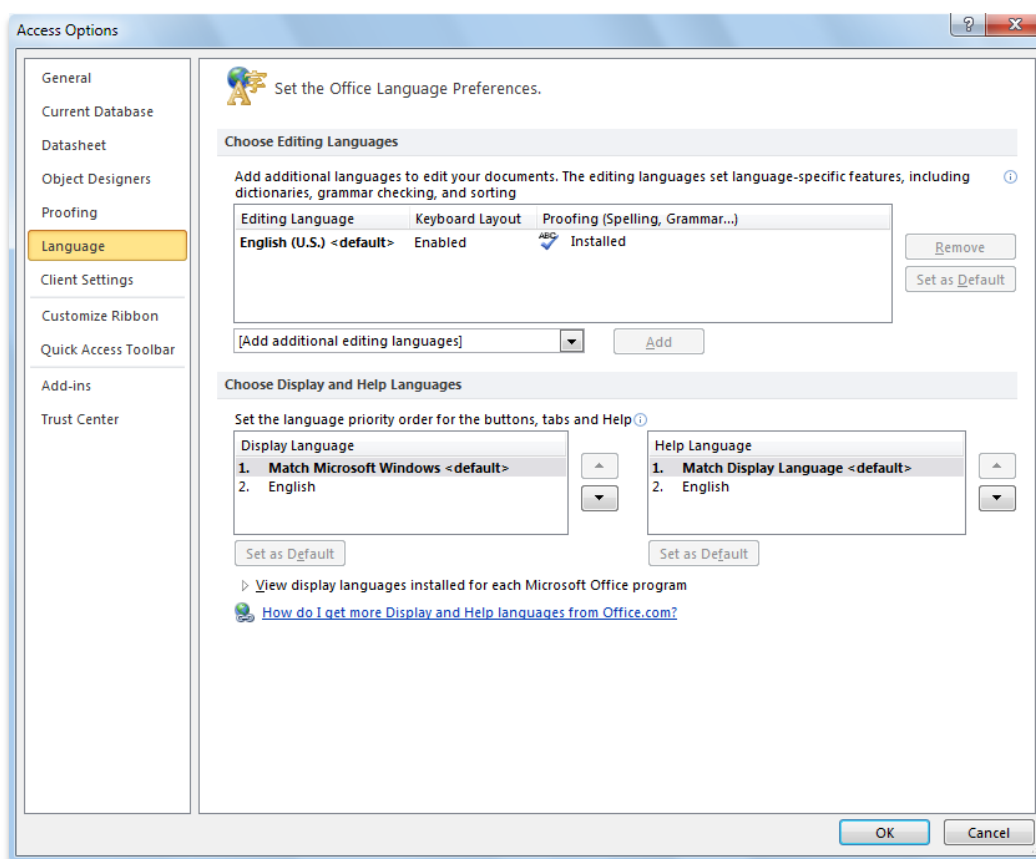 Access Options
General
Current Database
Datasheet
Object Designers
Proofing
Language
Client Settings
Customize Ribbon
Quick Access Toolbar
Add-ins
Trust Center
Set the Office Language Preferences.
Choose Editing Languages
Add additional languages to edit your documents. The editing languages set language-specific features, including
dictionaries, grammar checking, and sorting
Editing Language Keyboard Layout Proofing (Spelling, Grammar...)
English (U.S.) <default> Enabled ABC Installed
Remove
Set as Default
[Add additional editing languages] Add
Choose Display and Help Languages
Set the language priority order for the buttons, tabs and Help
Display Language
1. Match Microsoft Windows <default>
2. English
Set as Default
Help Language
1. Match Display Language <default>
2. English
Set as Default
View display languages installed for each Microsoft Office program
How do I get more Display and Help languages from Office.com?
OK Cancel